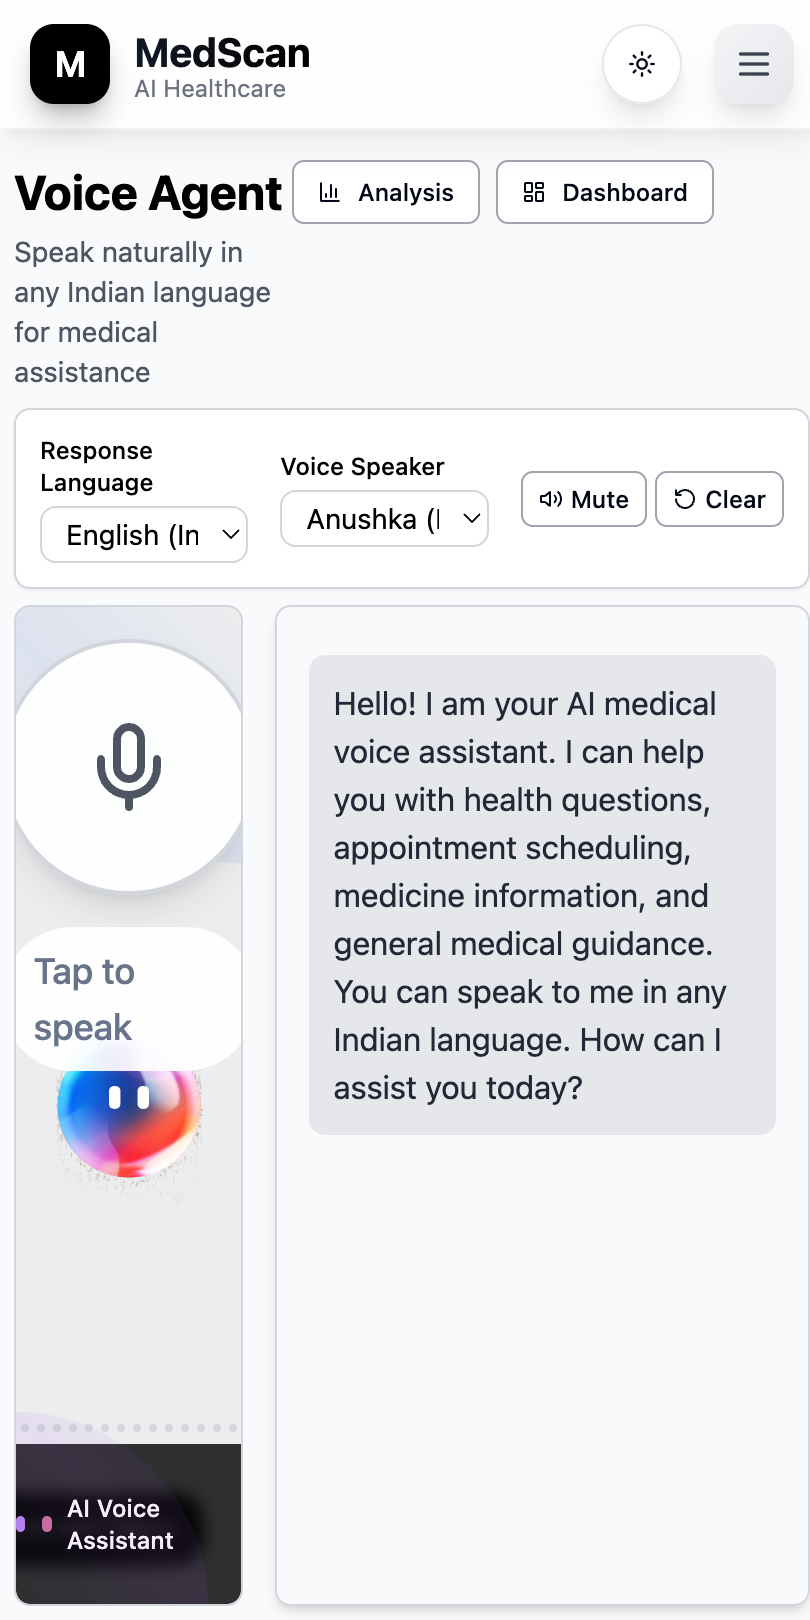 M
MedScan
AI Healthcare
Voice Agent
Analysis
Dashboard
Speak naturally in
any Indian language
for medical
assistance
Response
Language
English (In
Voice Speaker
Anushka (
Mute
Clear
Tap to
speak
Hello! I am your AI medical
voice assistant. I can help
you with health questions,
appointment scheduling,
medicine information, and
general medical guidance.
You can speak to me in any
Indian language. How can I
assist you today?
AI Voice
Assistant